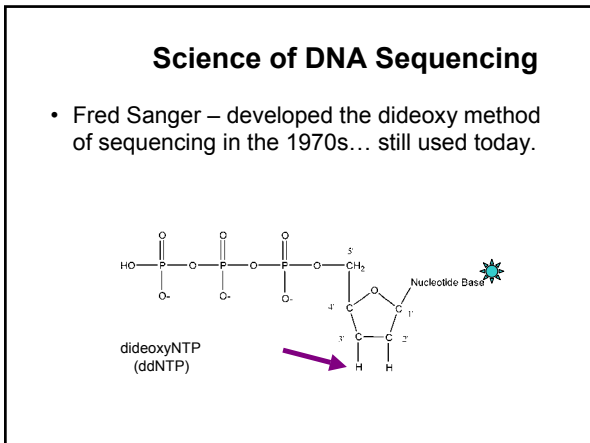 Science of DNA Sequencing
• Fred Sanger – developed the dideoxy method
of sequencing in the 1970s… still used today.
O O O
HO P O P O P O CH2 5'
O- O- O-
Nucleotide Base
O
4' C C 1'
3' C C 2'
H H
dideoxyNTP
(ddNTP)